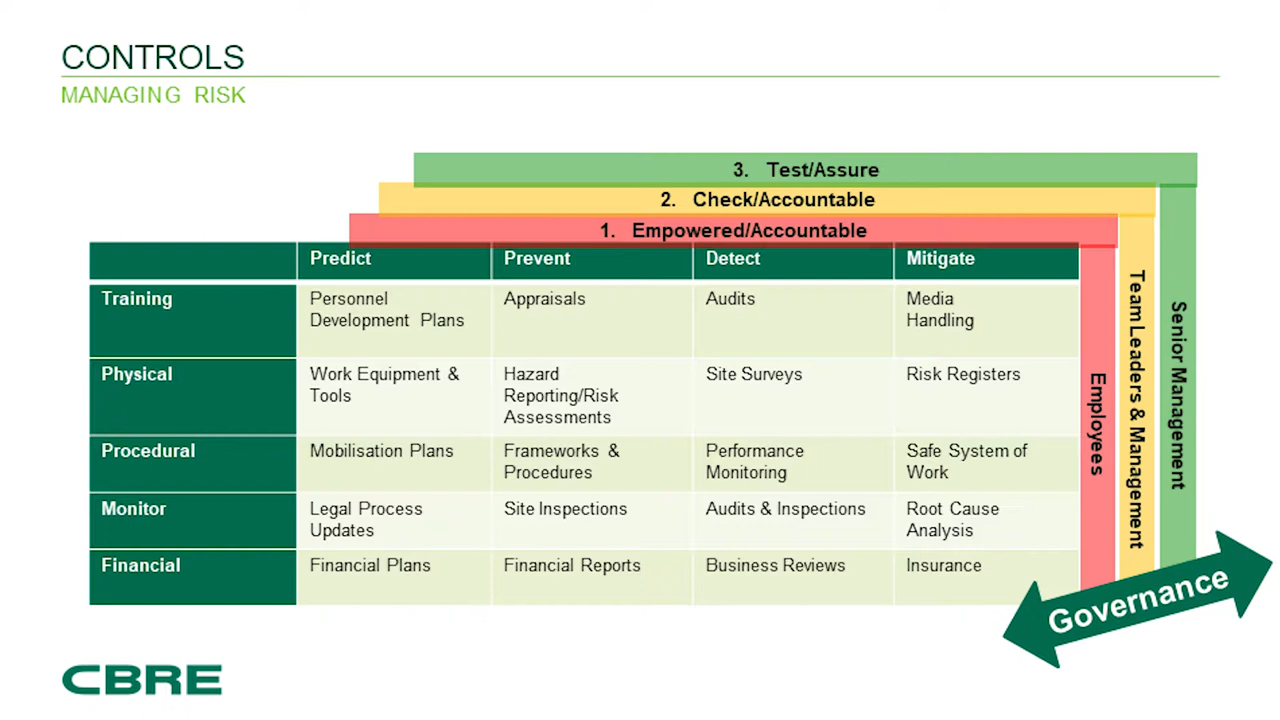 CONTROLS
MANAGING RISK
3. Test/Assure
2. Check/Accountable
1. Empowered/Accountable
Predict Prevent Detect Mitigate
Training
Personnel
Development Plans
Appraisals
Audits
Media
Handling
Physical
Work Equipment &
Tools
Hazard
Reporting/Risk
Assessments
Site Surveys
Risk Registers
Procedural
Mobilisation Plans
Frameworks &
Procedures
Performance
Monitoring
Safe System of
Work
Monitor
Legal Process
Updates
Site Inspections
Audits & Inspections
Root Cause
Analysis
Financial
Financial Plans
Financial Reports
Business Reviews
Insurance
Employees
Team Leaders & Management
Senior Management
Governance
CBRE